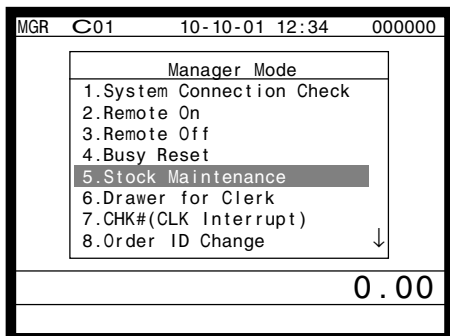 MGR C01 10-10-01 12:34 000000
Manager Mode
1.System Connection Check
2.Remote On
3.Remote Off
4.Busy Reset
5.Stock Maintenance
6.Drawer for Clerk
7.CHK#(CLK Interrupt)
8.Order ID Change ↓
0.00